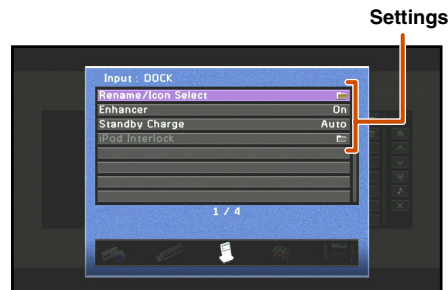 Settings
Input : DOCK
Rename/Icon Select
Enhancer On
Standby Charge Auto
iPod Interlock
1 / 4